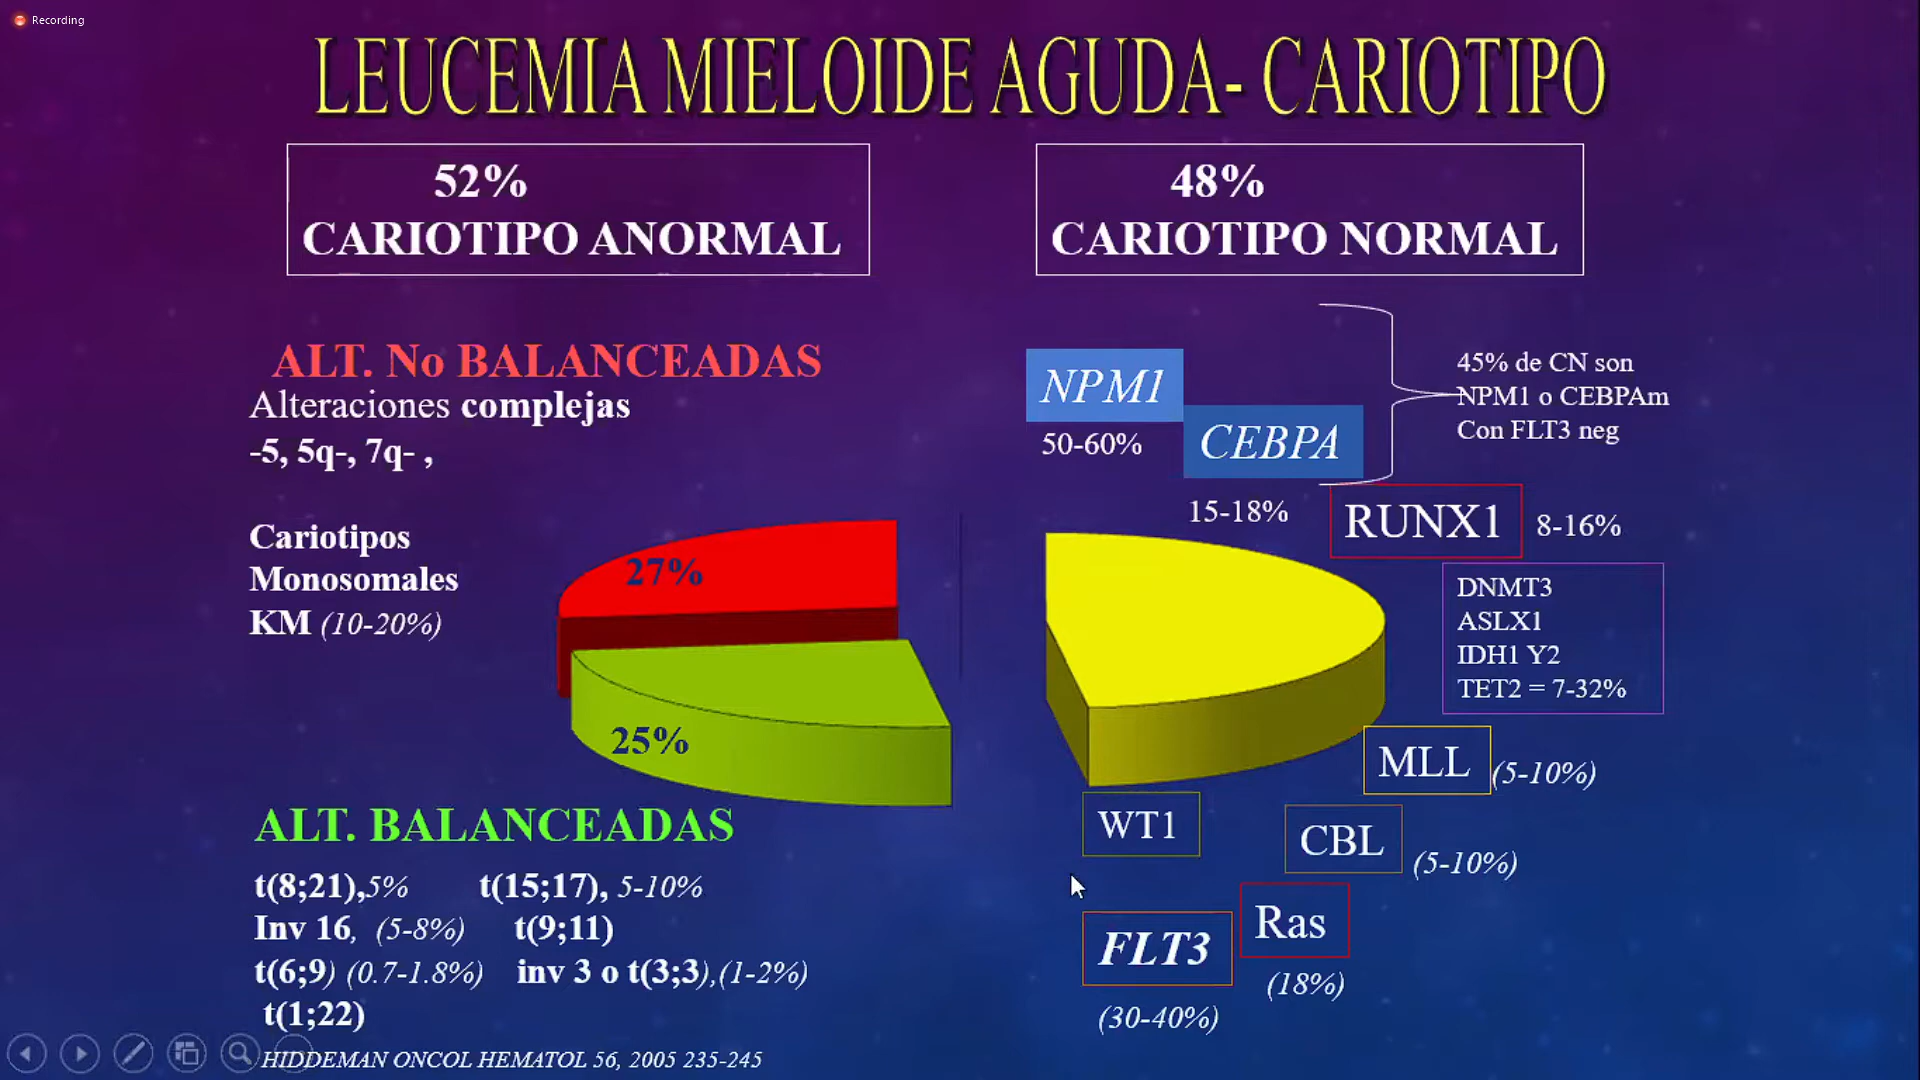 Recording
LEUCEMIA MIELOIDE AGUDA- CARIOTIPO
52%
CARIOTIPO ANORMAL
48%
CARIOTIPO NORMAL
ALT. No BALANCEADAS
Alteraciones complejas
-5, 5q-, 7q- ,
Cariotipos
Monosomales
KM (10-20%)
27%
25%
ALT. BALANCEADAS
t(8;21),5% t(15;17), 5-10%
Inv 16, (5-8%) t(9;11)
t(6;9) (0.7-1.8%) inv 3 o t(3;3),(1-2%)
t(1;22)
HIDDEMAN ONCOL HEMATOL 56, 2005 235-245
NPM1
50-60%
CEBPA
15-18%
45% de CN son
NPM1 o CEBPAm
Con FLT3 neg
RUNX1 8-16%
DNMT3
ASLX1
IDH1 Y2
TET2 = 7-32%
MLL (5-10%)
WT1
CBL (5-10%)
Ras
(18%)
FLT3
(30-40%)